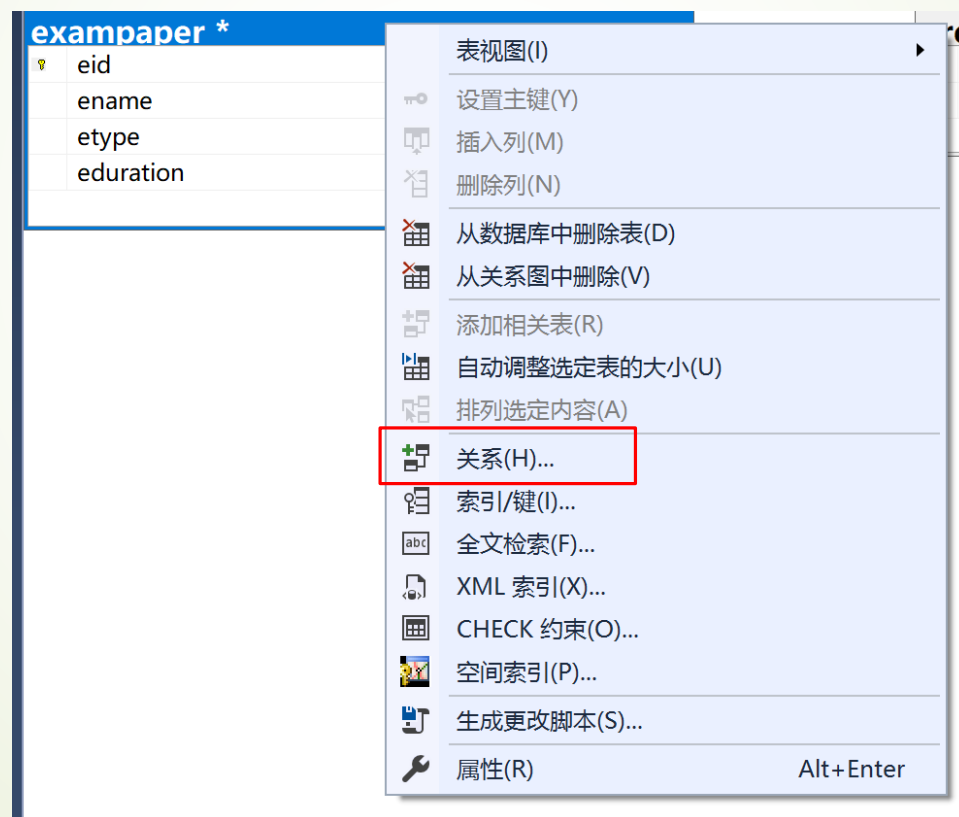 exampaper *
eid
ename
etype
eduration
表视图(I)
设置主键(Y)
插入列(M)
删除列(N)
从数据库中删除表(D)
从关系图中删除(V)
添加相关表(R)
自动调整选定表的大小(U)
排列选定内容(A)
关系(H)...
索引/键(I)...
abc 全文检索(F)...
XML 索引(X)...
CHECK 约束(O)...
空间索引(P)...
生成更改脚本(S)...
属性(R) Alt+Enter